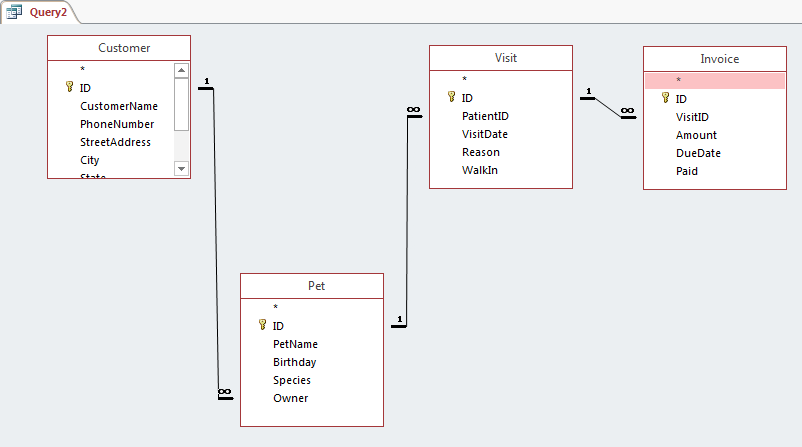 Query2
Customer
*
ID
CustomerName
PhoneNumber
StreetAddress
City
State
1
∞
Pet
*
ID
PetName
Birthday
Species
Owner
1
∞
Visit
*
ID
PatientID
VisitDate
Reason
WalkIn
1
∞
Invoice
*
ID
VisitID
Amount
DueDate
Paid